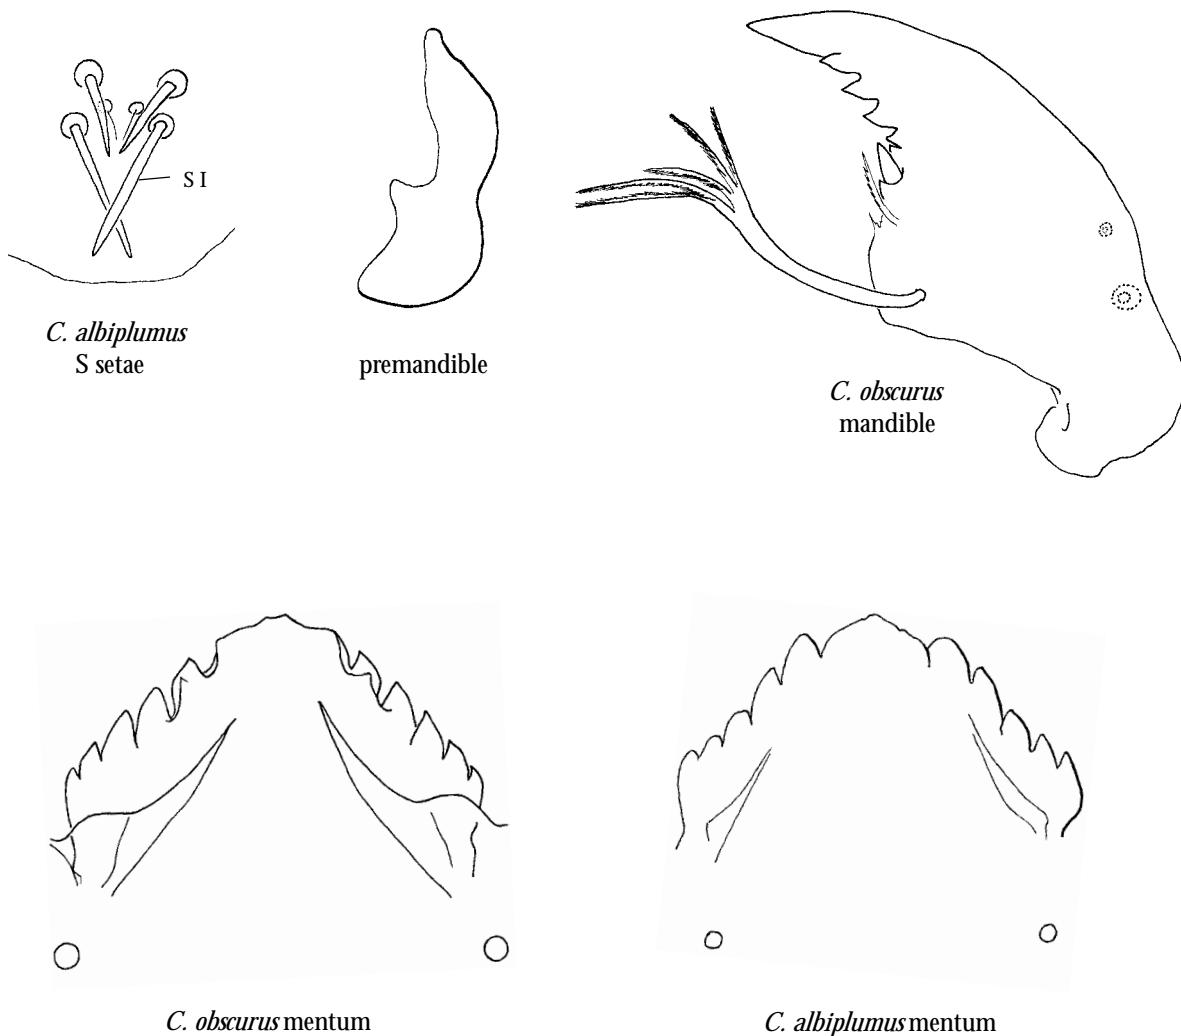 S I
C. albiplumus
S setae
premandible
C. obscurus
mandible
C. obscurus mentum
C. albiplumus mentum